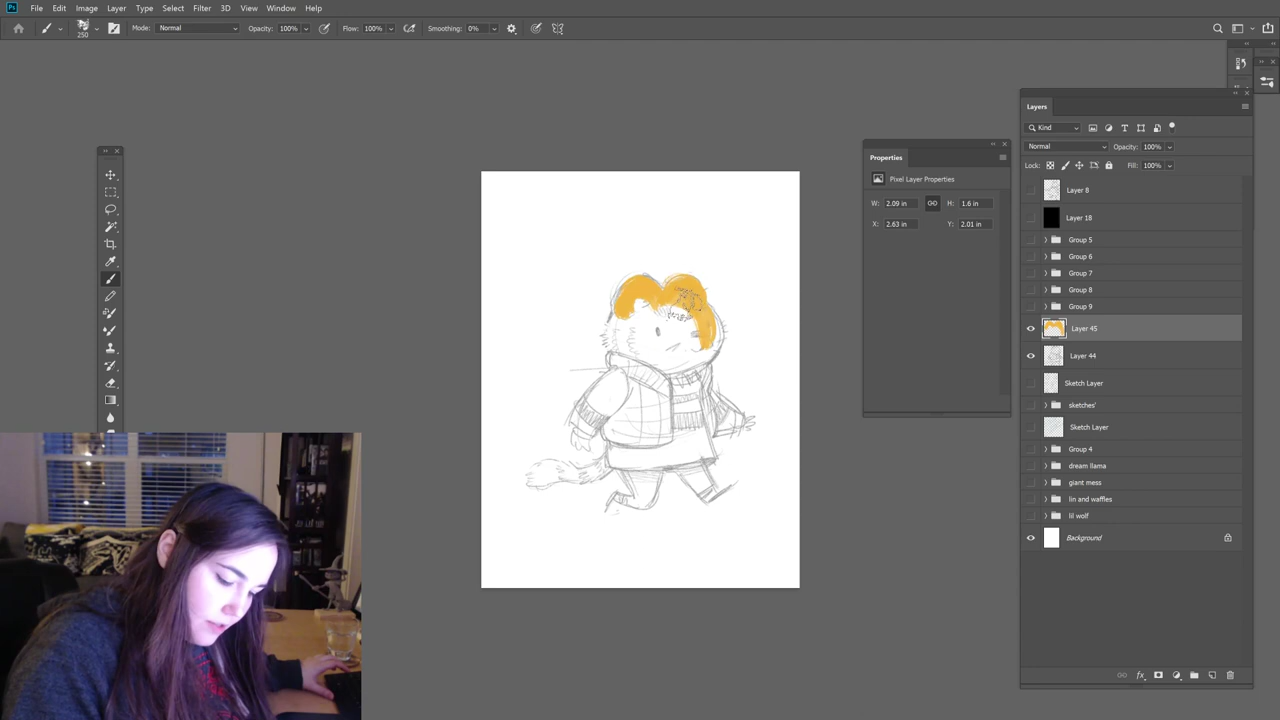 Ps File Edit Image Layer Type Select Filter 3D View Window Help
250 Mode: Normal Opacity: 100% Flow: 100% Smoothing: 0%
Layers
Kind
Normal Opacity: 100%
Lock: Fill: 100%
Layer 8
Layer 18
Group 5
Group 6
Group 7
Group 8
Group 9
Layer 45
Layer 44
Sketch Layer
sketches'
Sketch Layer
Group 4
dream llama
giant mess
lin and waffles
lil wolf
Background
fx
Properties
Pixel Layer Properties
W: 2.09 in H: 1.6 in
X: 2.63 in Y: 2.01 in